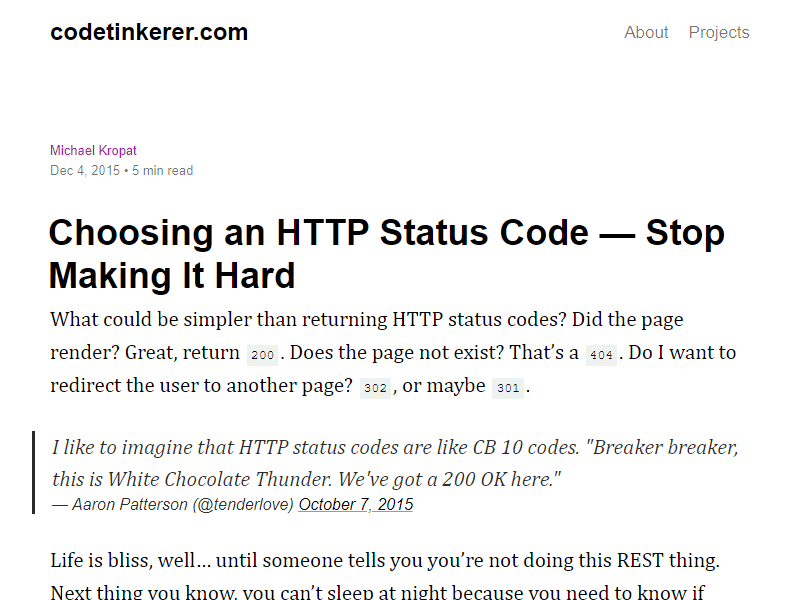 codetinkerer.com
About Projects
Michael Kropat
Dec 4, 2015 • 5 min read
Choosing an HTTP Status Code — Stop
Making It Hard
What could be simpler than returning HTTP status codes? Did the page
render? Great, return 200. Does the page not exist? That’s a 404. Do I want to
redirect the user to another page? 302, or maybe 301.
I like to imagine that HTTP status codes are like CB 10 codes. "Breaker breaker,
this is White Chocolate Thunder. We've got a 200 OK here."
— Aaron Patterson (@tenderlove) October 7, 2015
Life is bliss, well… until someone tells you you’re not doing this REST thing.
Next thing you know, you can’t sleep at night because you need to know if